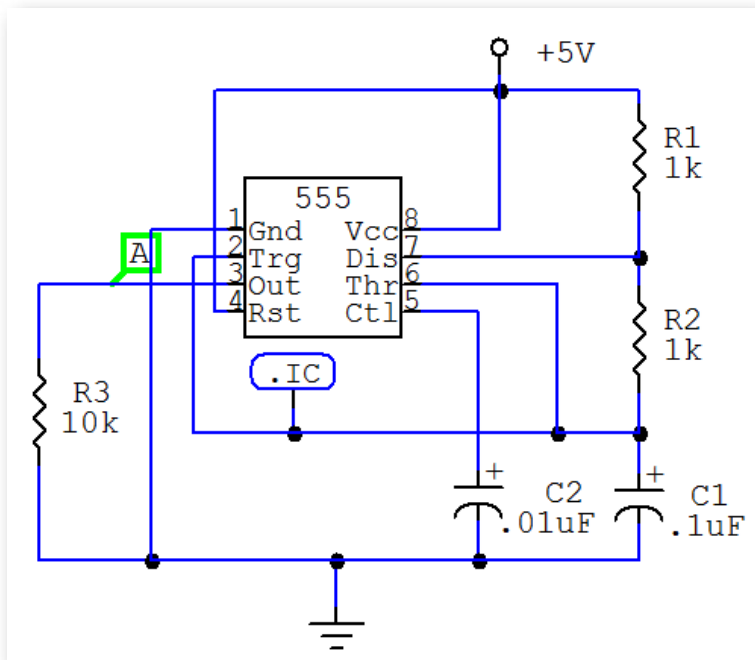 +5V
R1
1k
555
1 Gnd Vcc 8
2 Trg Dis 7
3 Out Thr 6
4 Rst Ctl 5
A
R2
1k
.IC
R3
10k
+
C2
.01uF
+
C1
.1uF